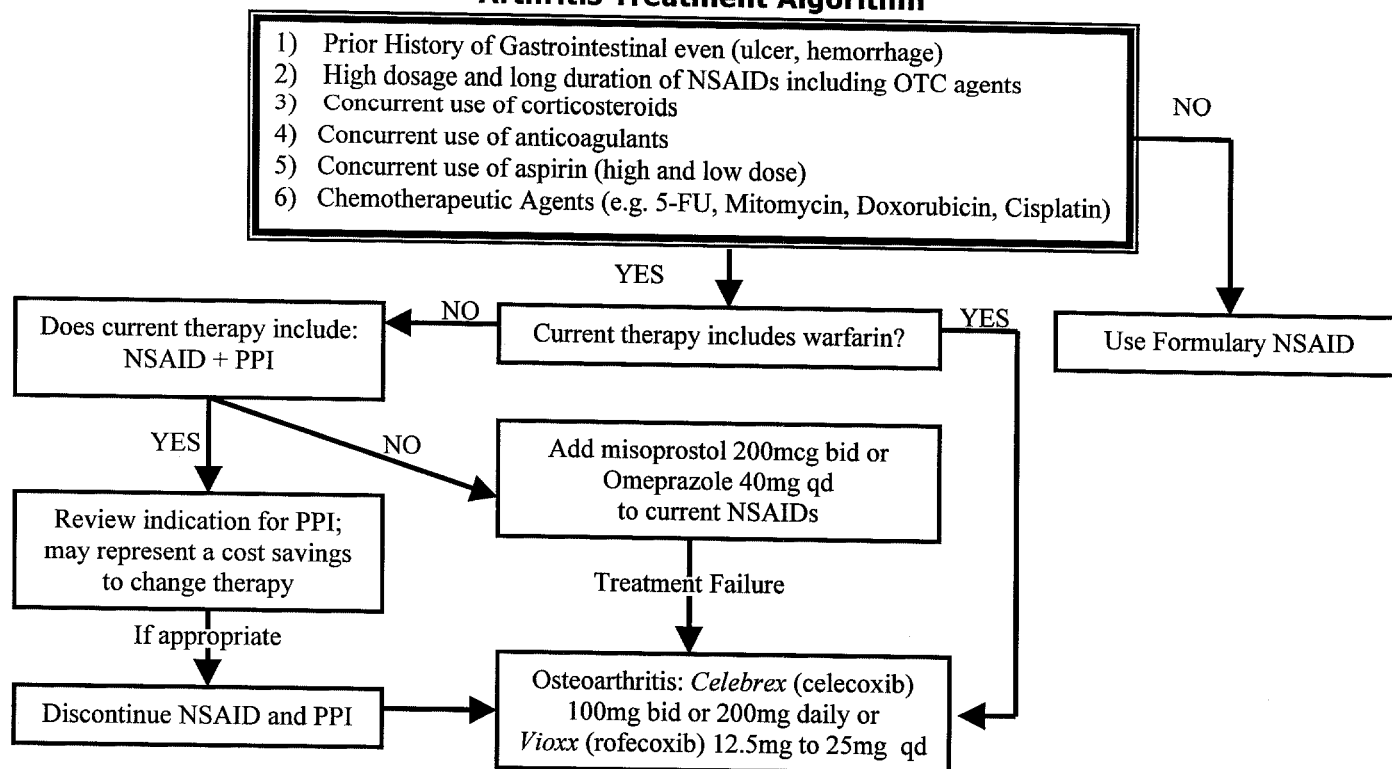 Arthritis Treatment Algorithm
1) Prior History of Gastrointestinal even (ulcer, hemorrhage)
2) High dosage and long duration of NSAIDs including OTC agents
3) Concurrent use of corticosteroids
4) Concurrent use of anticoagulants
5) Concurrent use of aspirin (high and low dose)
6) Chemotherapeutic Agents (e.g. 5-FU, Mitomycin, Doxorubicin, Cisplatin)
NO
YES
Does current therapy include:
NSAID + PPI
NO
Current therapy includes warfarin?
YES
Use Formulary NSAID
YES
NO
Add misoprostol 200mcg bid or
Omeprazole 40mg qd
to current NSAIDs
Review indication for PPI;
may represent a cost savings
to change therapy
Treatment Failure
If appropriate
Discontinue NSAID and PPI
Osteoarthritis: Celebrex (celecoxib)
100mg bid or 200mg daily or
Vioxx (rofecoxib) 12.5mg to 25mg qd